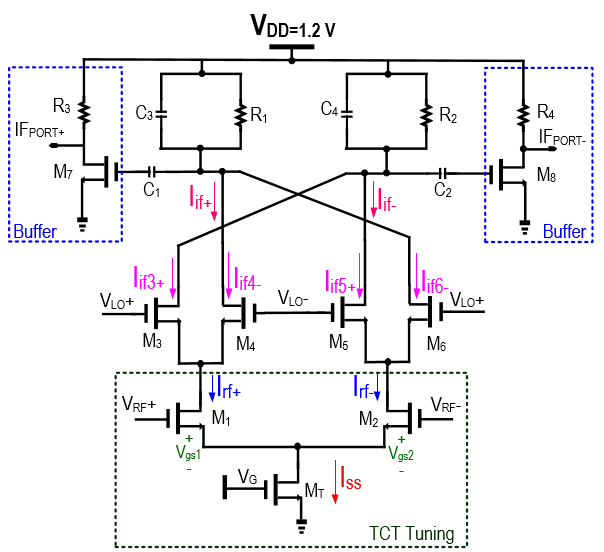 VDD=1.2 V
R3
C3
R1
C4
R2
R4
IFPORT+
IFPORT-
M7
C1
C2
M8
Buffer
Buffer
Iif+
Iif-
Iif3+
Iif4-
Iif5+
Iif6-
VLO+
VLO-
VLO+
M3
M4
M5
M6
Irf+
Irf-
VRF+
M1
M2
VRF-
+
Vgs1
-
+
Vgs2
-
VG
MT
Iss
TCT Tuning